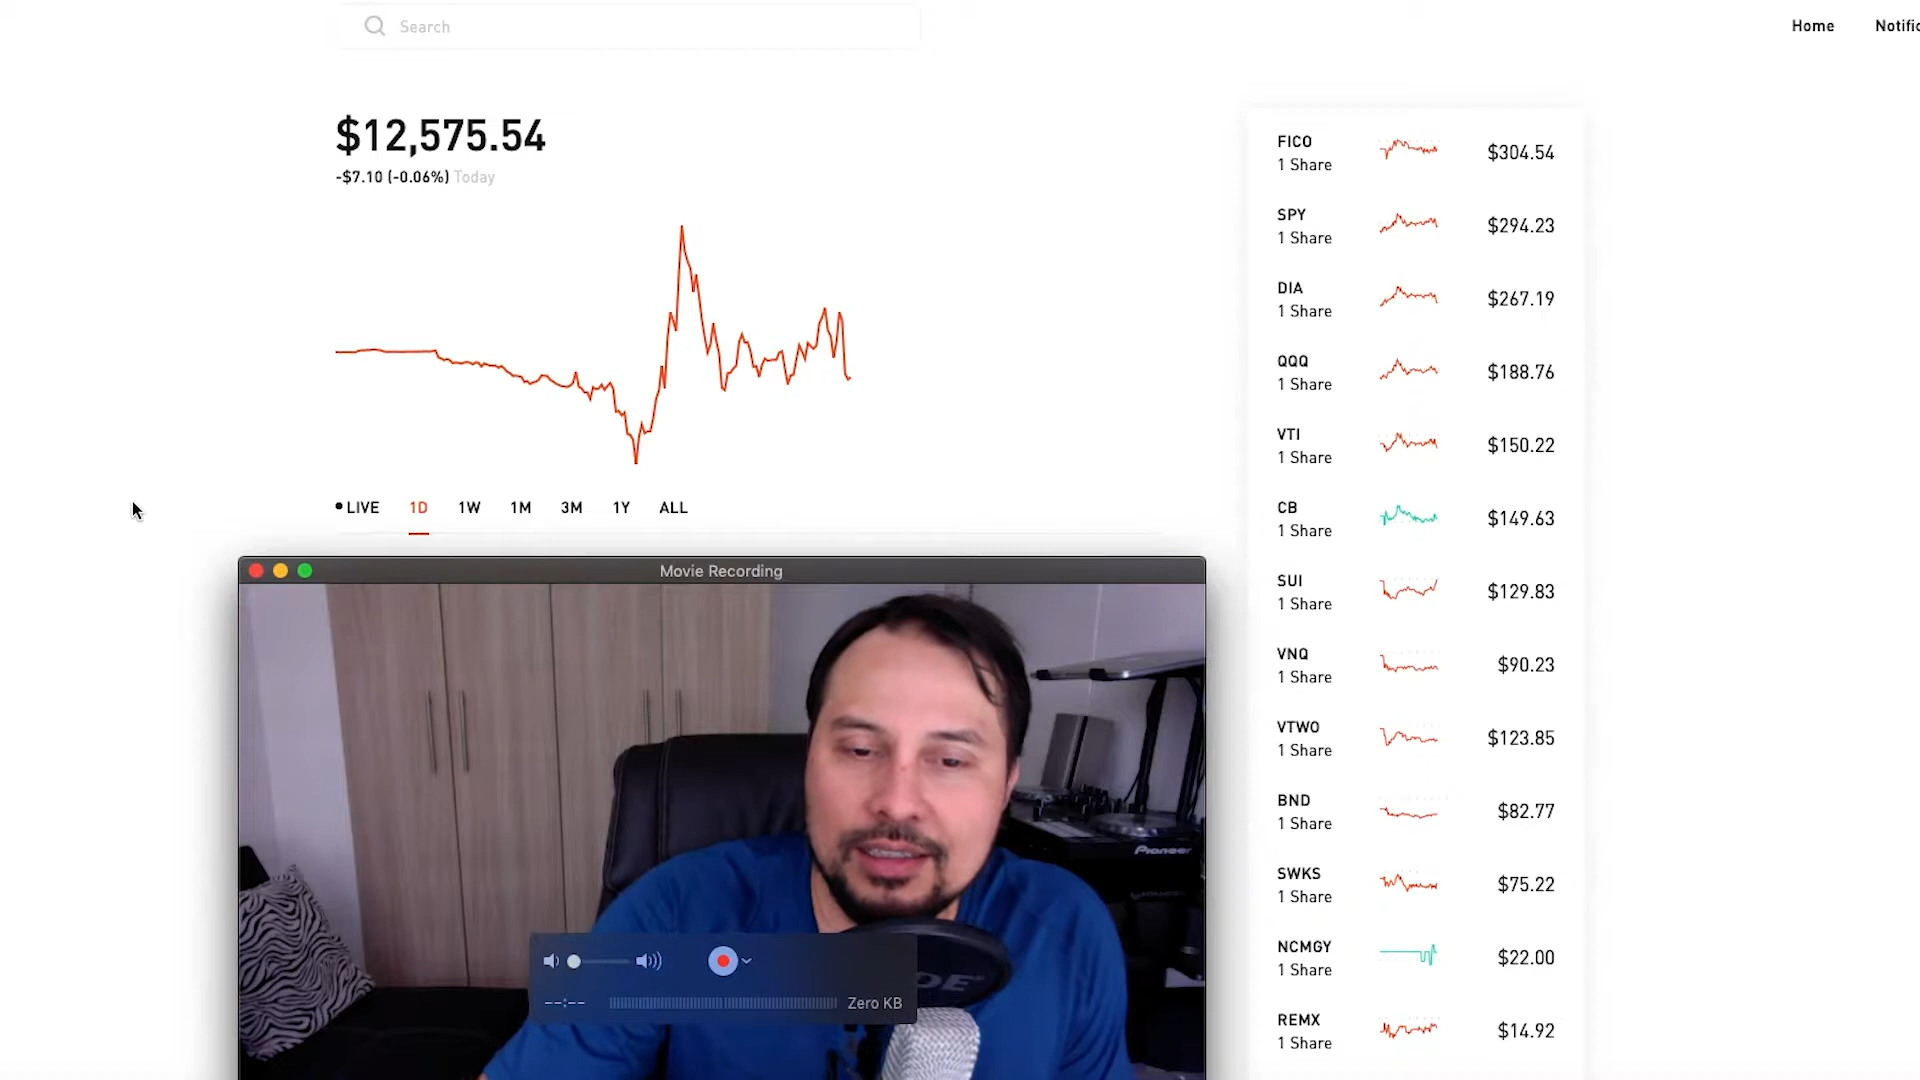 Search
Home
Notific
$12,575.54
-$7.10 (-0.06%) Today
LIVE 1D 1W 1M 3M 1Y ALL
FICO
1 Share
$304.54
SPY
1 Share
$294.23
DIA
1 Share
$267.19
QQQ
1 Share
$188.76
VTI
1 Share
$150.22
CB
1 Share
$149.63
SUI
1 Share
$129.83
VNQ
1 Share
$90.23
VTWO
1 Share
$123.85
BND
1 Share
$82.77
SWKS
1 Share
$75.22
NCMGY
1 Share
$22.00
REMX
1 Share
$14.92
Movie Recording
Pioneer
DE
--:-- Zero KB